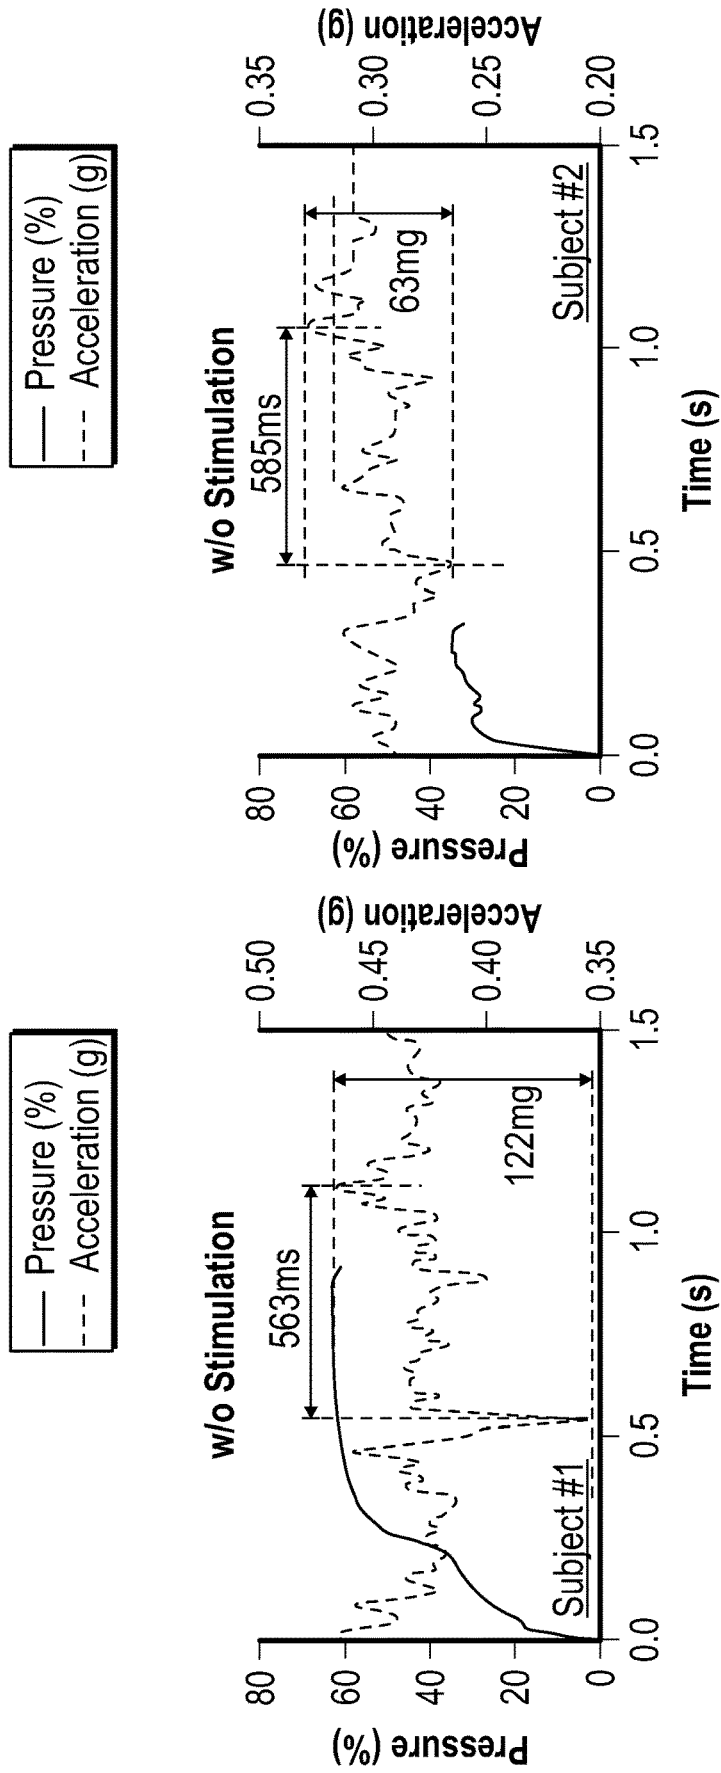 Pressure (%)
Acceleration (g)
w/o Stimulation
563ms
122mg
Subject #1
Pressure (%)
80
60
40
20
0
Acceleration (g)
0.50
0.45
0.40
0.35
0.0
0.5
1.0
1.5
Time (s)
Pressure (%)
Acceleration (g)
w/o Stimulation
585ms
63mg
Subject #2
Pressure (%)
80
60
40
20
0
Acceleration (g)
0.35
0.30
0.25
0.20
0.0
0.5
1.0
1.5
Time (s)